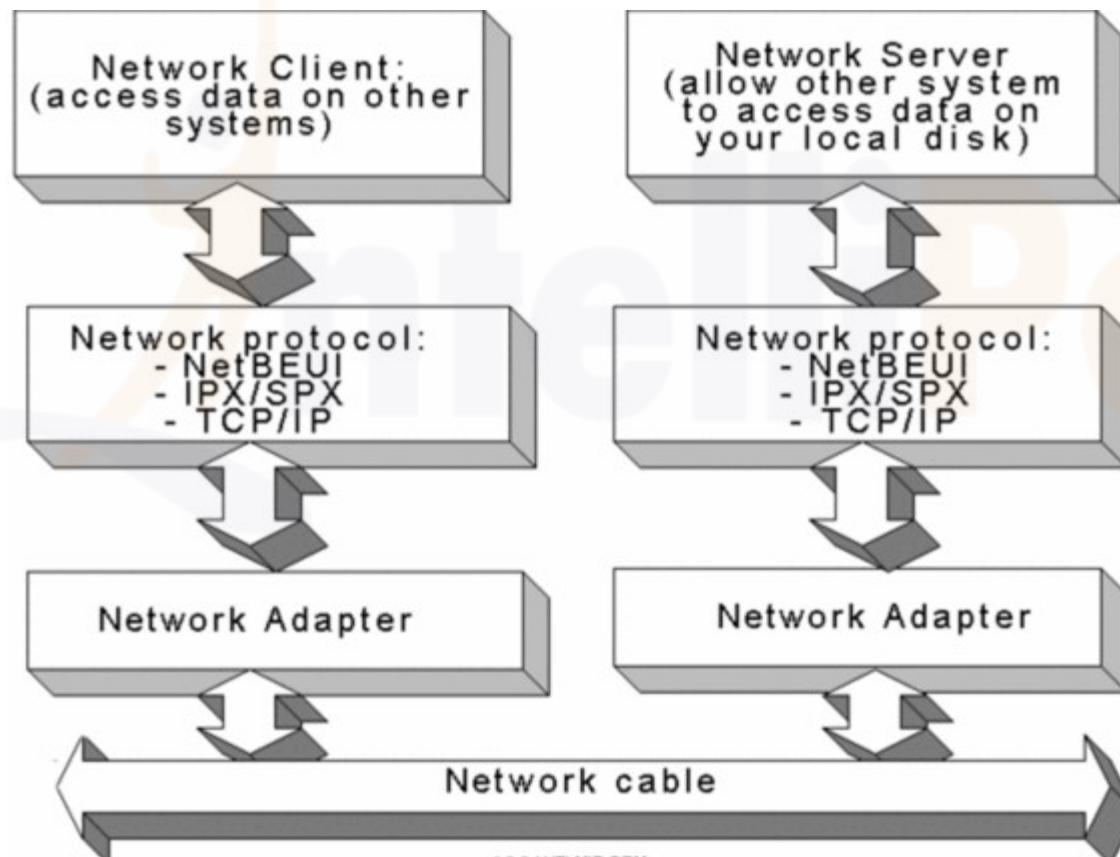 Network Client:
(access data on other
systems)
Network Server
(allow other system
to access data on
your local disk)
Network protocol:
- NetBEUI
- IPX/SPX
- TCP/IP
Network protocol:
- NetBEUI
- IPX/SPX
- TCP/IP
Network Adapter
Network Adapter
Network cable